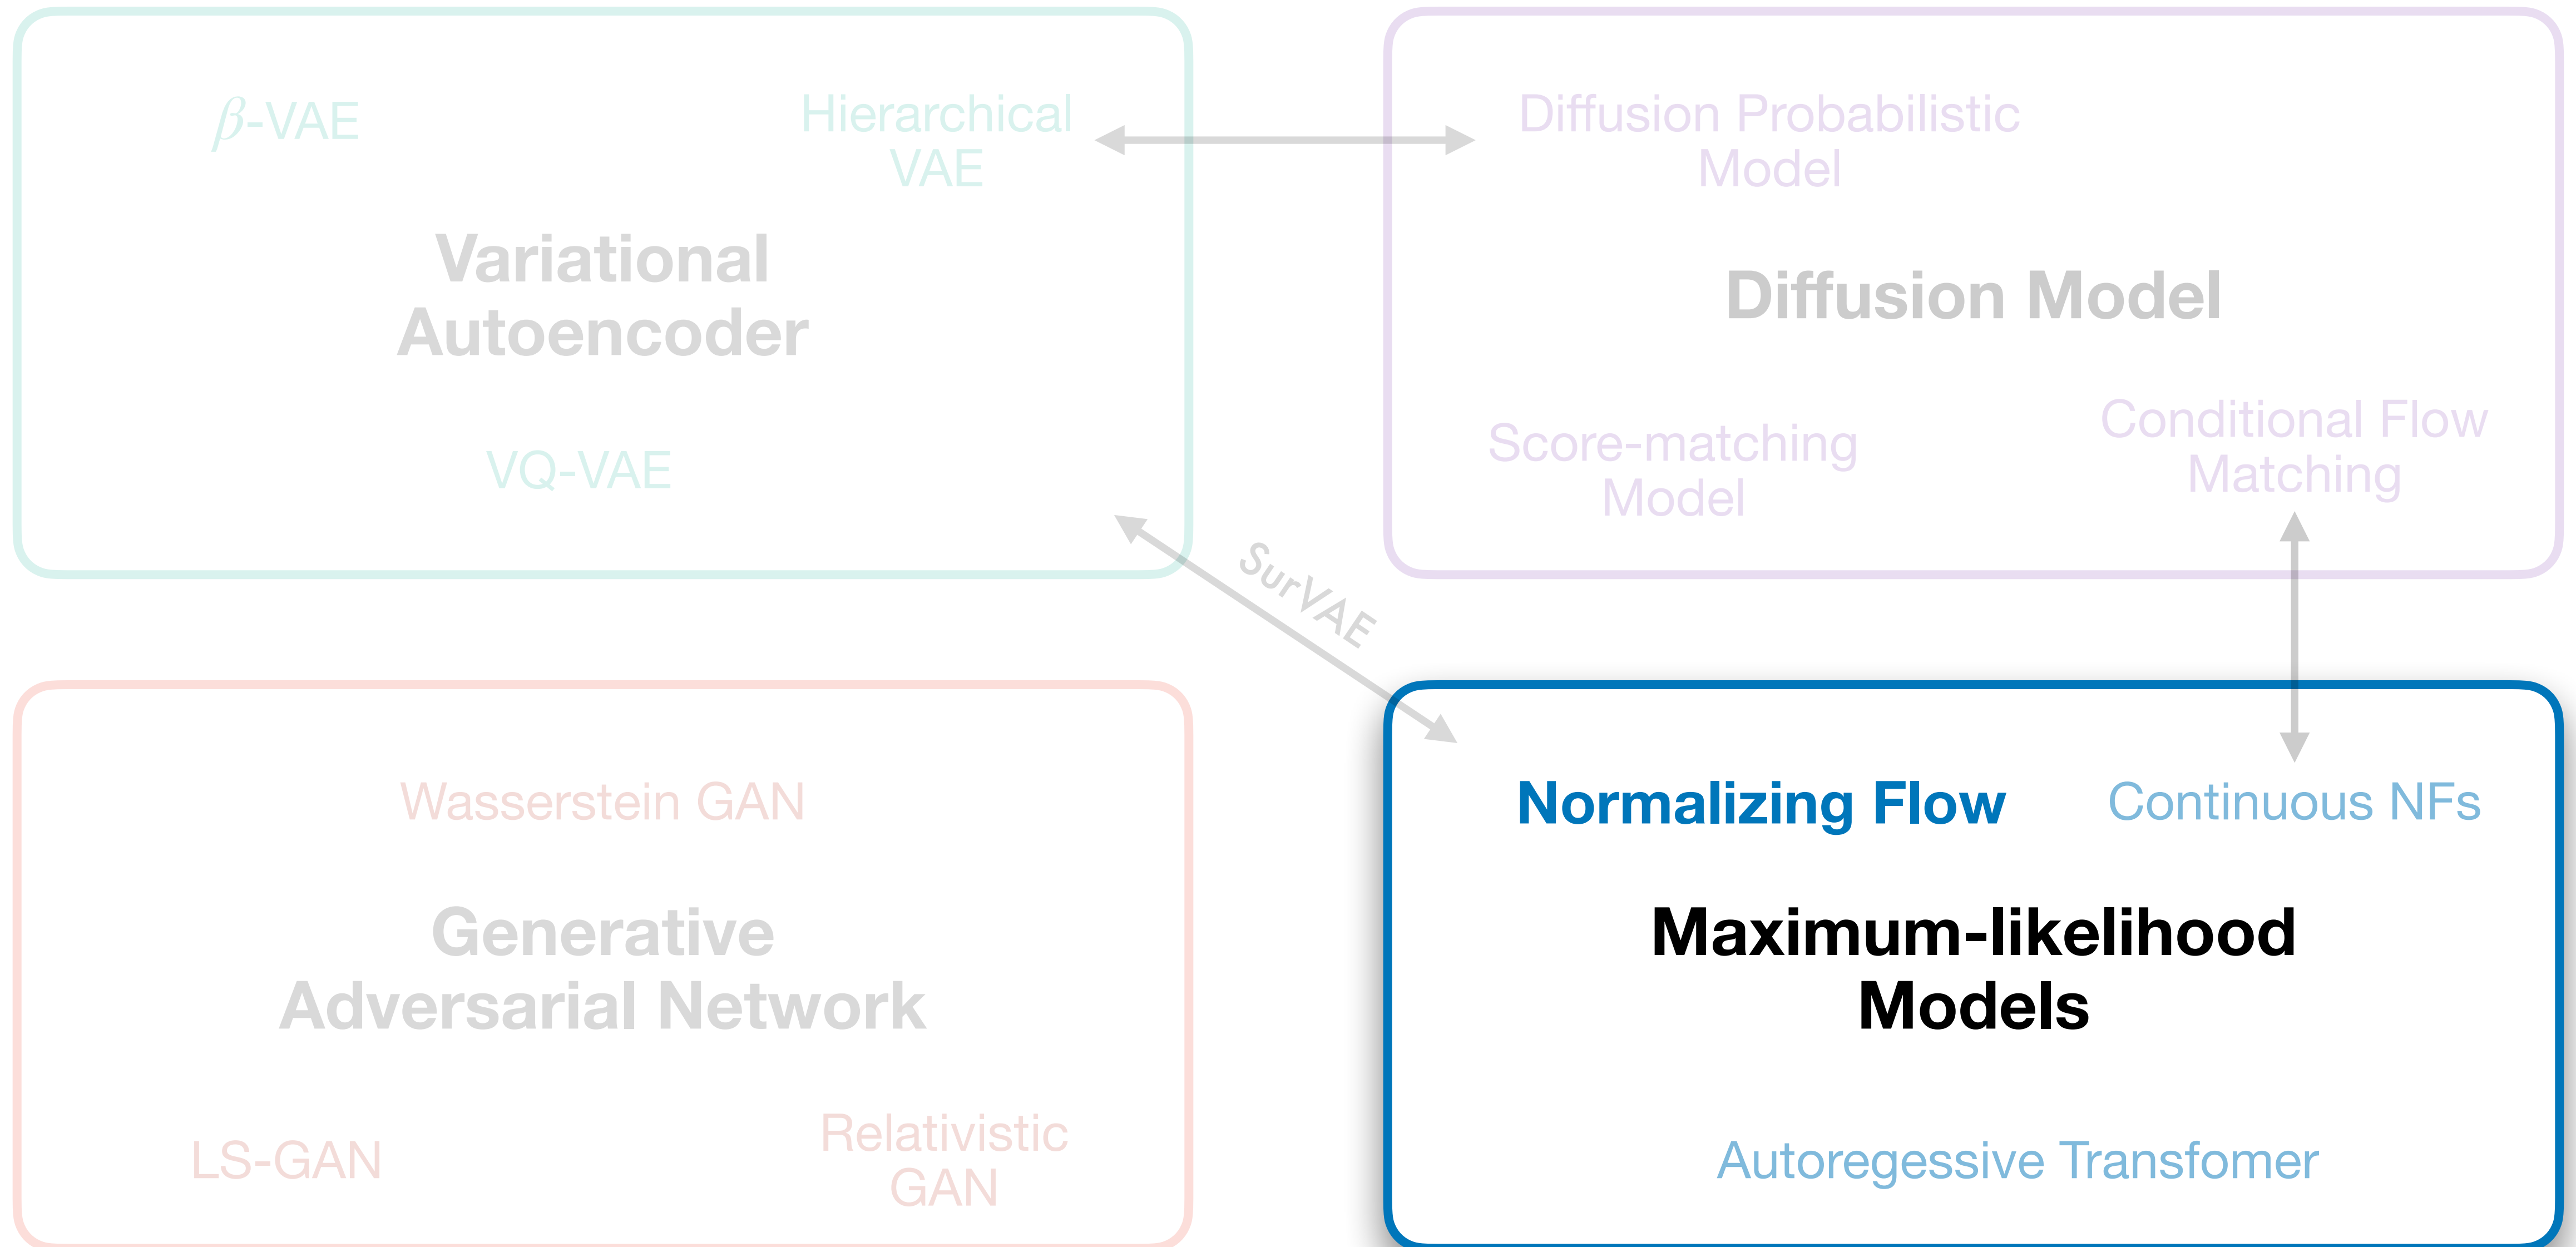 β-VAE
Hierarchical
VAE
Variational
Autoencoder
VQ-VAE
Diffusion Probabilistic
Model
Diffusion Model
Score-matching
Model
Conditional Flow
Matching
SurVAE
Wasserstein GAN
Generative
Adversarial Network
LS-GAN
Relativistic
GAN
Normalizing Flow
Continuous NFs
Maximum-likelihood
Models
Autoregessive Transfomer